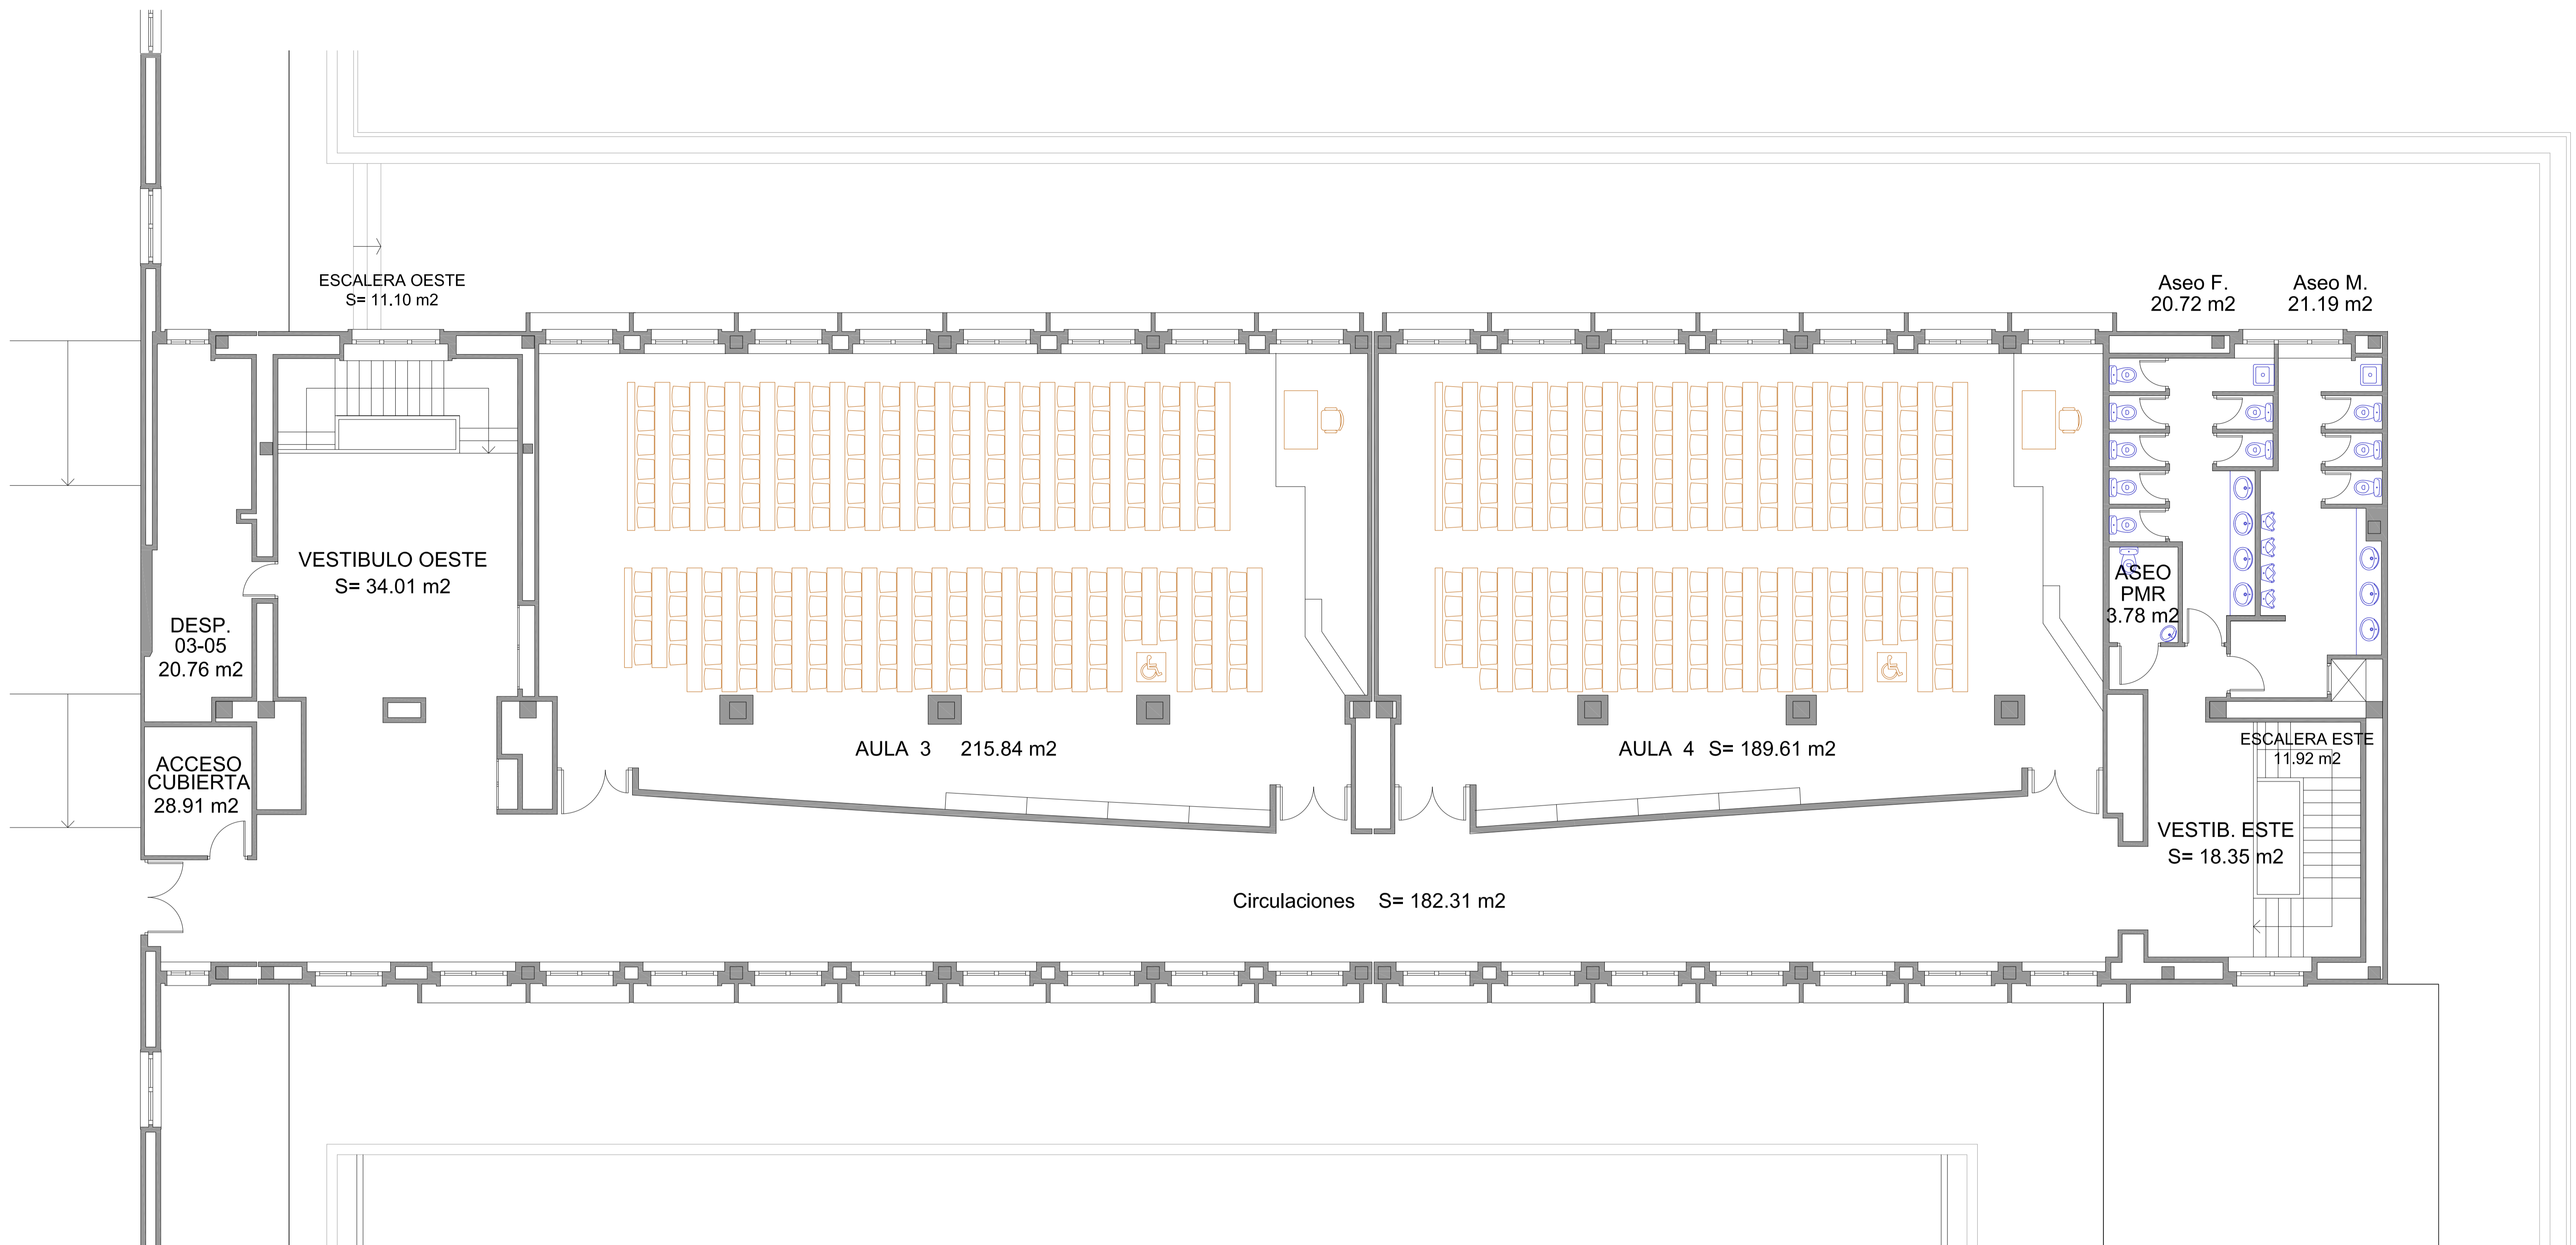 ESCALERA OESTE
S= 11.10 m2
Aseo F.
20.72 m2
Aseo M.
21.19 m2
VESTIBULO OESTE
S= 34.01 m2
DESP.
03-05
20.76 m2
ASEO
PMR
3.78 m2
ACCESO
CUBIERTA
28.91 m2
AULA 3 215.84 m2
AULA 4 S= 189.61 m2
ESCALERA ESTE
11.92 m2
VESTIB. ESTE
S= 18.35 m2
Circulaciones S= 182.31 m2